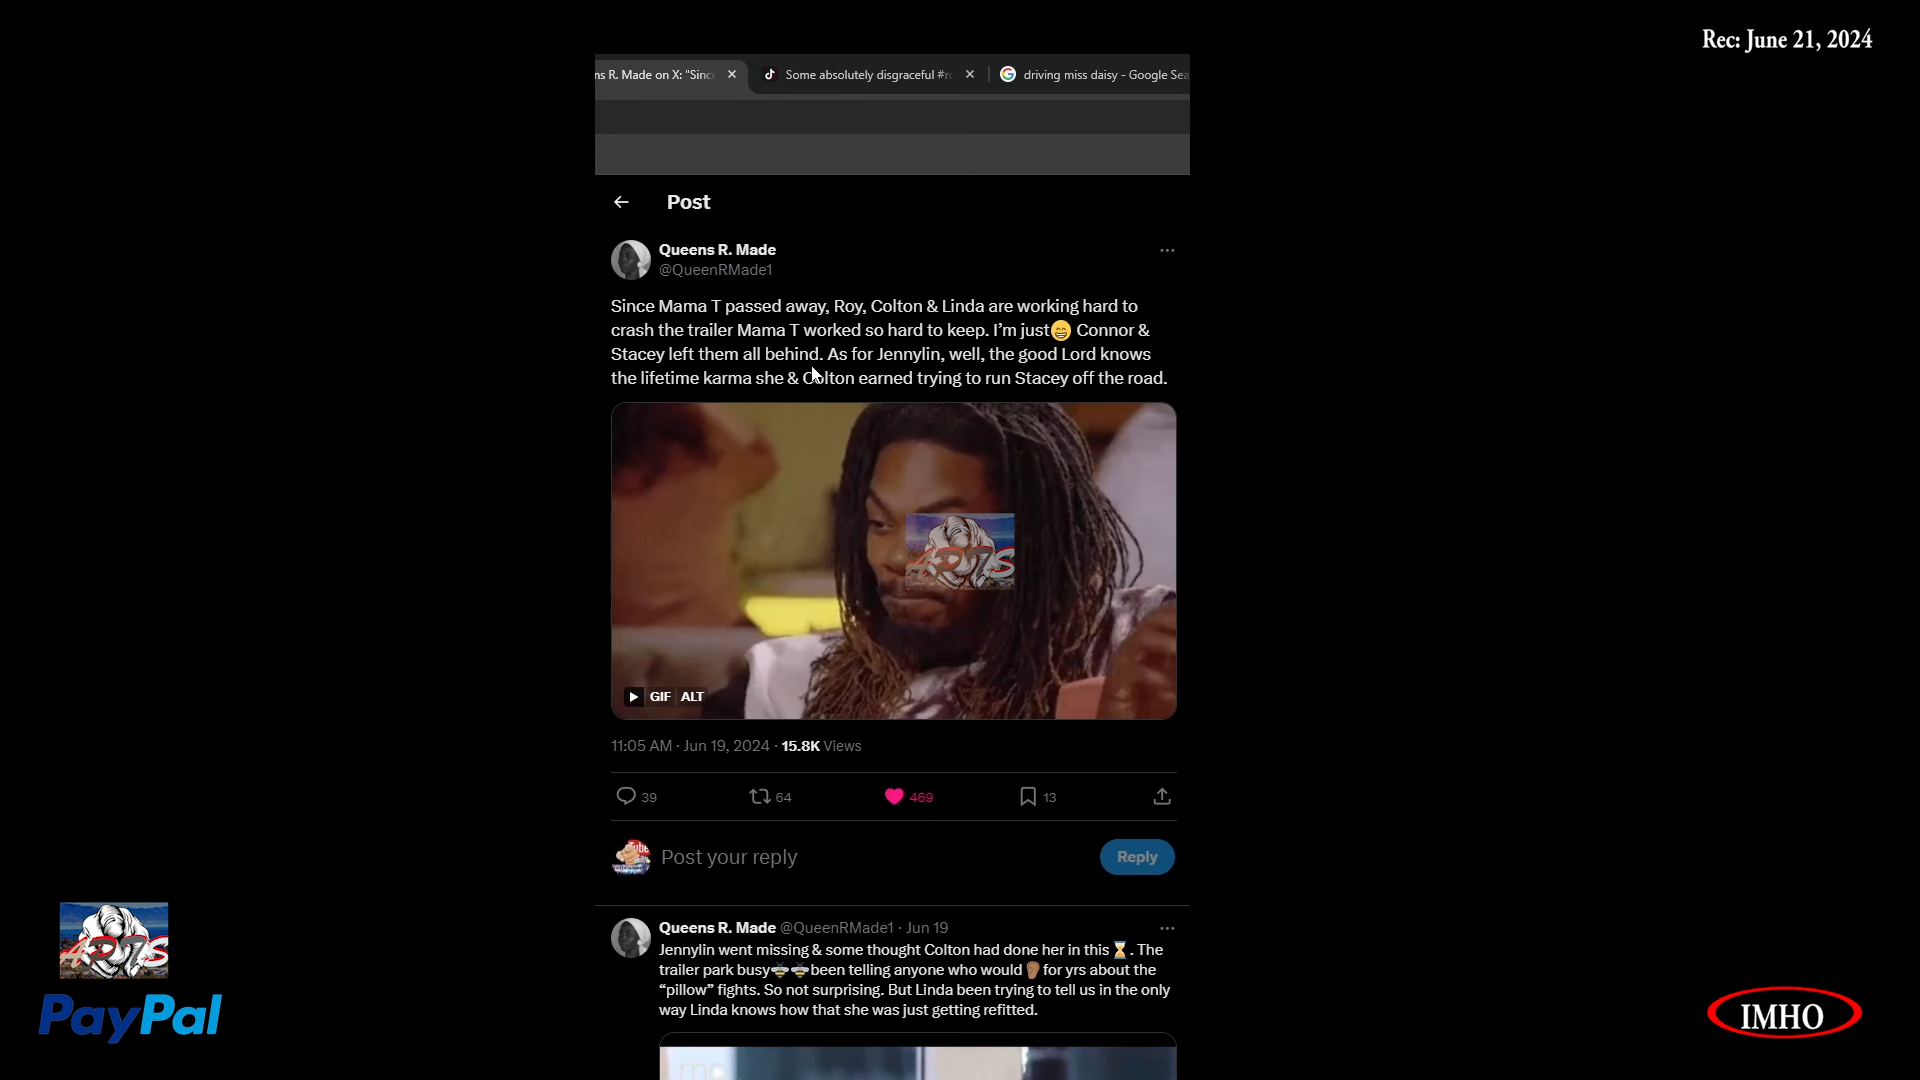 Rec: June 21, 2024
ns R. Made on X: "Since
Some absolutely disgraceful #ro
driving miss daisy - Google Sea
Post
Queens R. Made
@QueenRMade1
Since Mama T passed away, Roy, Colton & Linda are working hard to
crash the trailer Mama T worked so hard to keep. I'm just😁 Connor &
Stacey left them all behind. As for Jennylin, well, the good Lord knows
the lifetime karma she & Colton earned trying to run Stacey off the road.
APTS
GIF ALT
11:05 AM · Jun 19, 2024 · 15.8K Views
39 64 469 13
Post your reply
Reply
Queens R. Made @QueenRMade1 · Jun 19
Jennylin went missing & some thought Colton had done her in this⏳. The
trailer park busy🐝🐝been telling anyone who would👂🏽for yrs about the
“pillow” fights. So not surprising. But Linda been trying to tell us in the only
way Linda knows how that she was just getting refitted.
APTS
PayPal
IMHO